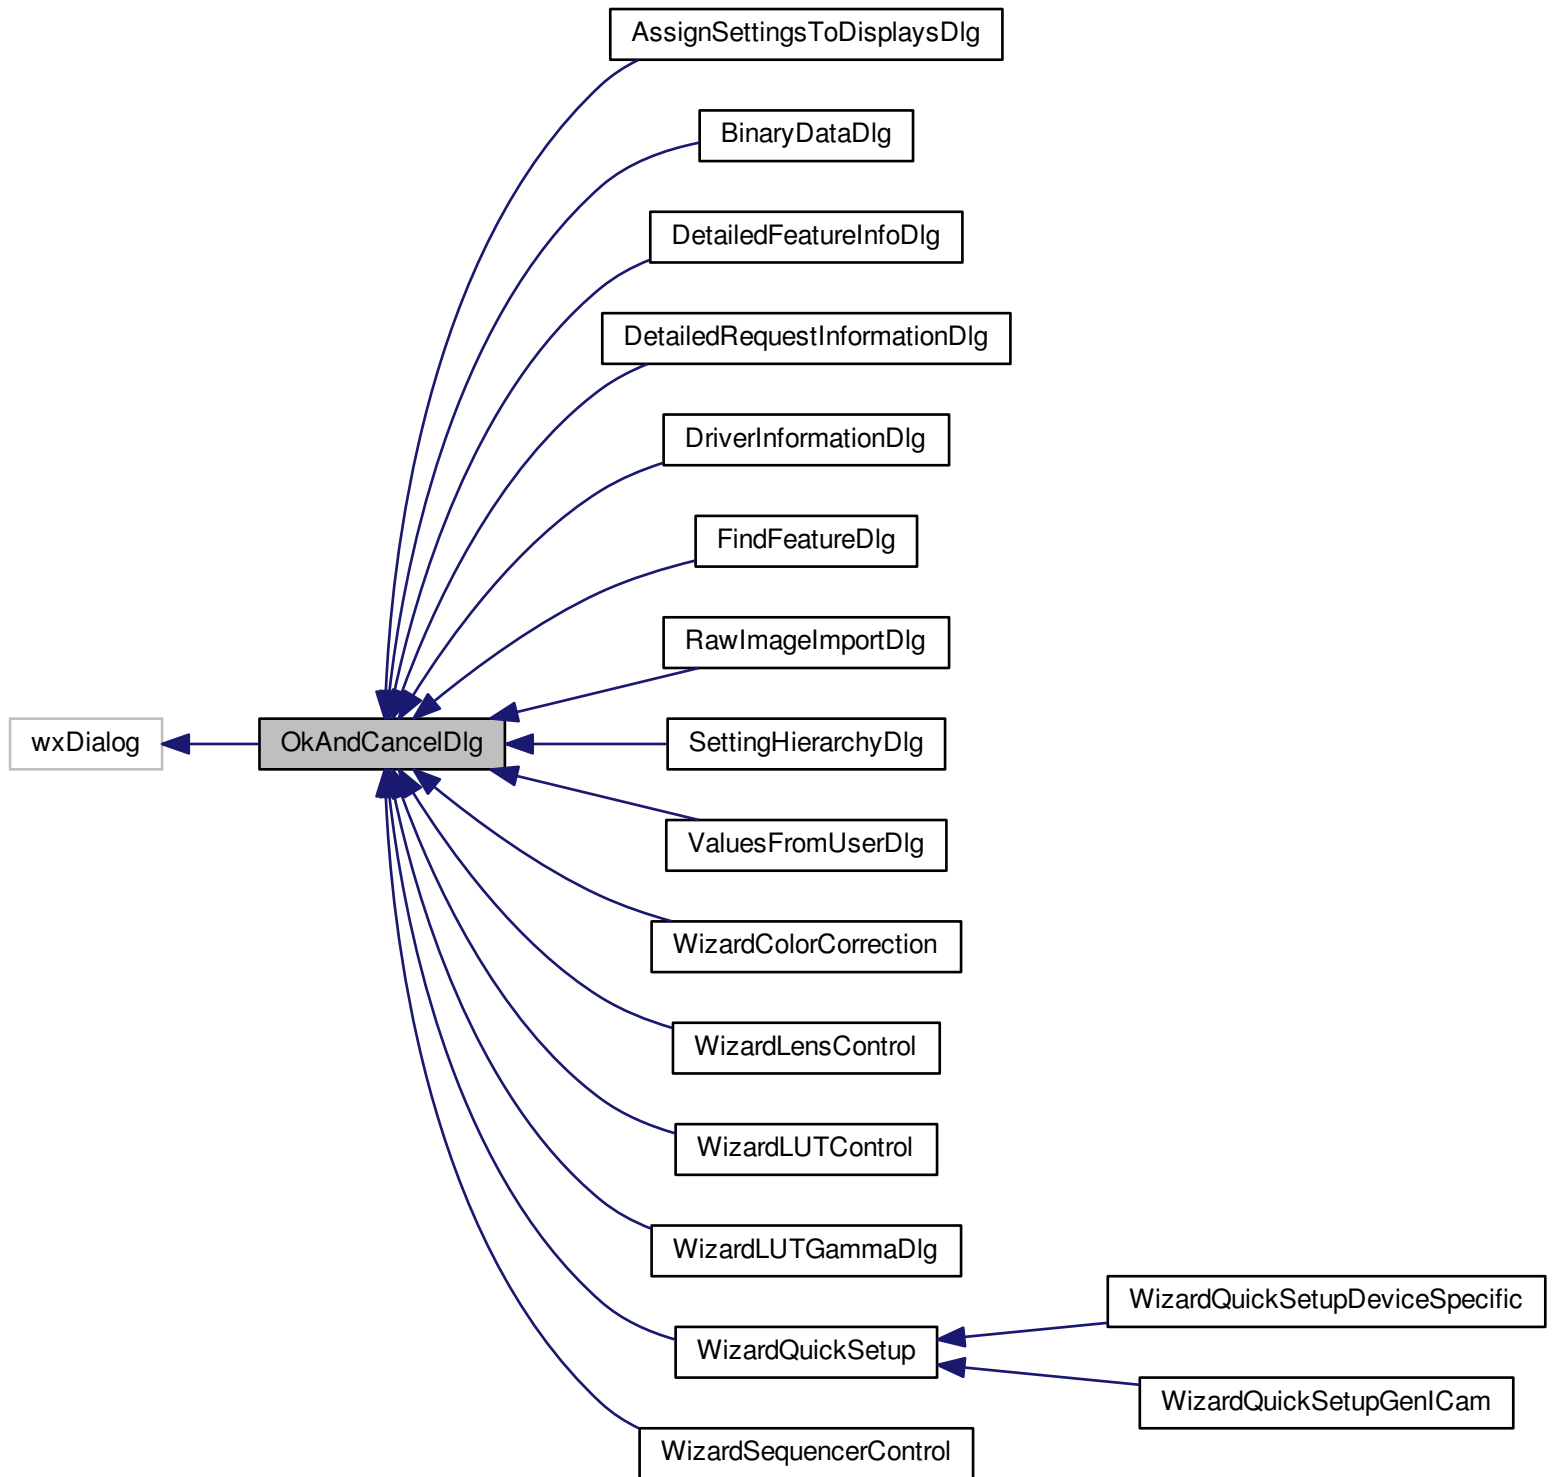 AssignSettingsToDisplaysDlg
BinaryDataDlg
DetailedFeatureInfoDlg
DetailedRequestInformationDlg
DriverInformationDlg
FindFeatureDlg
RawImageImportDlg
wxDialog
OkAndCancelDlg
SettingHierarchyDlg
ValuesFromUserDlg
WizardColorCorrection
WizardLensControl
WizardLUTControl
WizardLUTGammaDlg
WizardQuickSetupDeviceSpecific
WizardQuickSetup
WizardQuickSetupGenICam
WizardSequencerControl